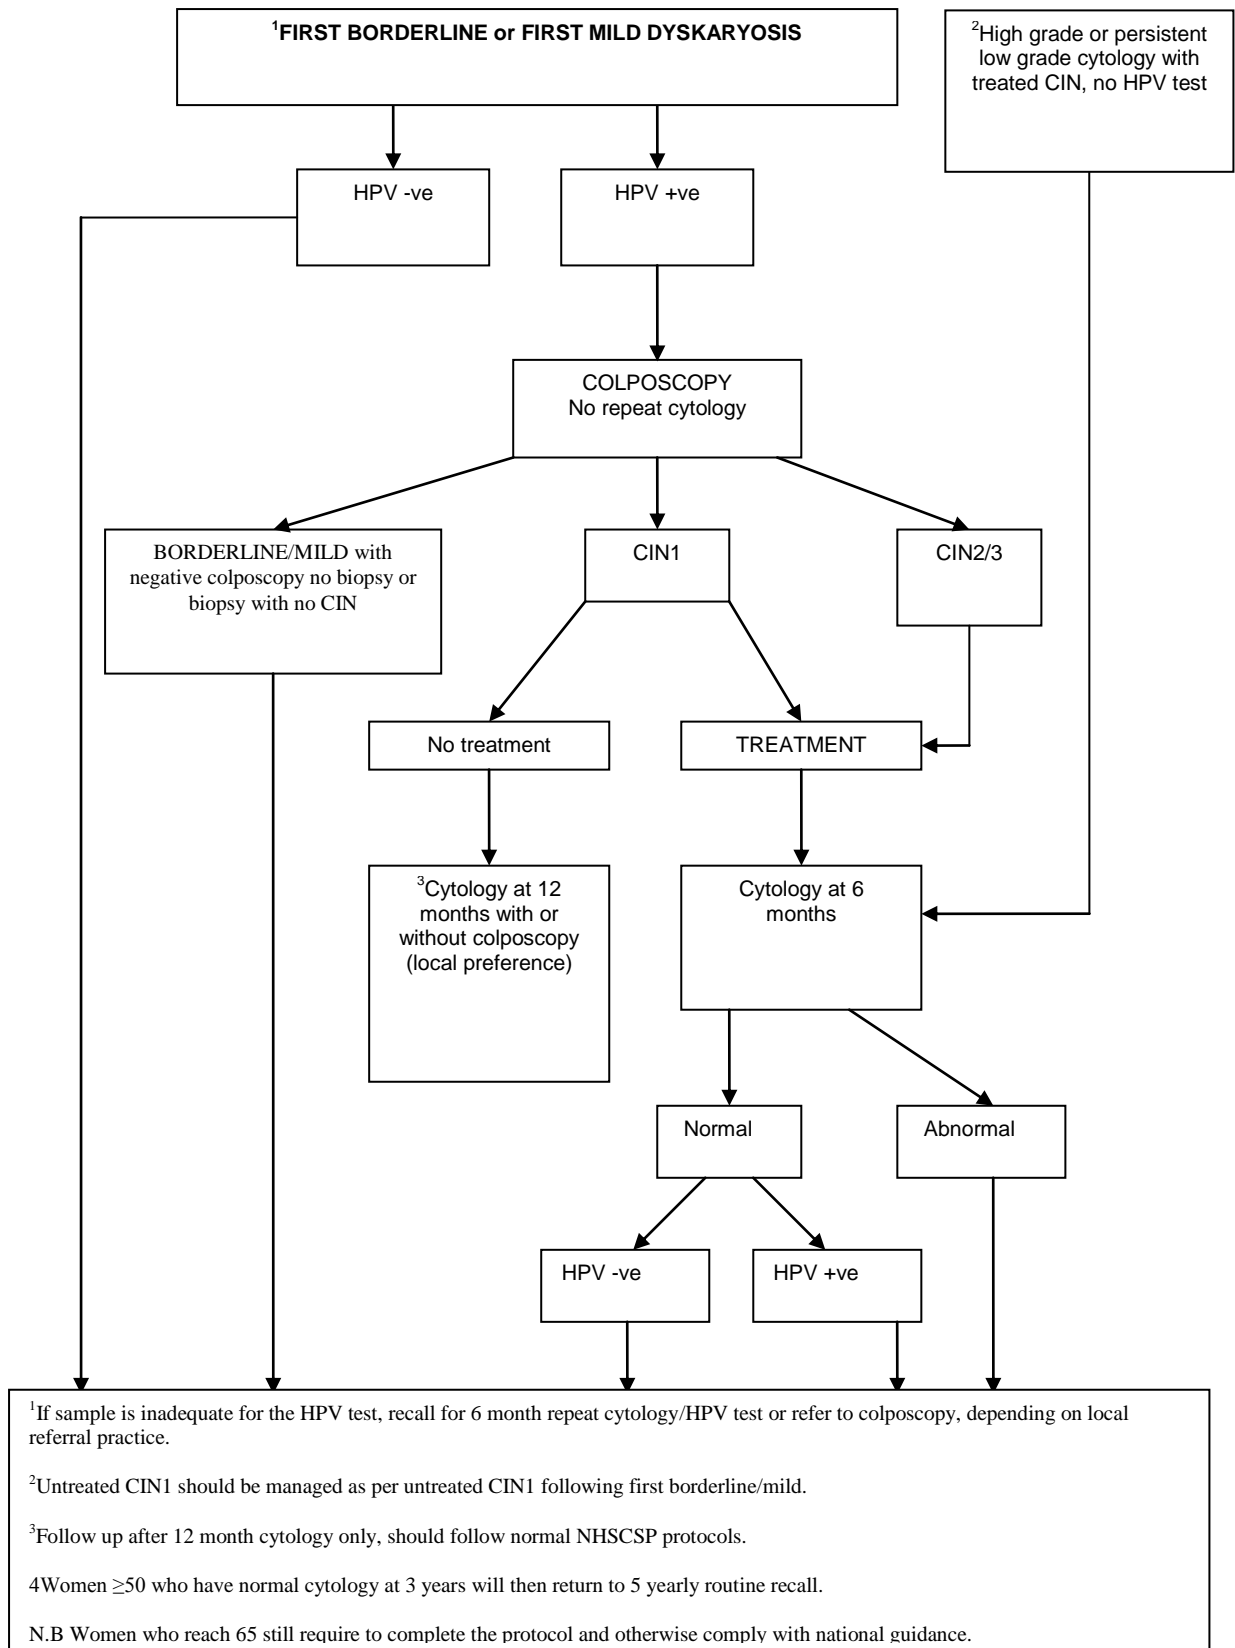 ¹FIRST BORDERLINE or FIRST MILD DYSKARYOSIS
²High grade or persistent
low grade cytology with
treated CIN, no HPV test
HPV -ve
HPV +ve
COLPOSCOPY
No repeat cytology
BORDERLINE/MILD with
negative colposcopy no biopsy or
biopsy with no CIN
CIN1
CIN2/3
No treatment
TREATMENT
³Cytology at 12
months with or
without colposcopy
(local preference)
Cytology at 6
months
Normal
Abnormal
HPV -ve
HPV +ve
¹If sample is inadequate for the HPV test, recall for 6 month repeat cytology/HPV test or refer to colposcopy, depending on local
referral practice.
²Untreated CIN1 should be managed as per untreated CIN1 following first borderline/mild.
³Follow up after 12 month cytology only, should follow normal NHSCSP protocols.
4Women ≥50 who have normal cytology at 3 years will then return to 5 yearly routine recall.
N.B Women who reach 65 still require to complete the protocol and otherwise comply with national guidance.